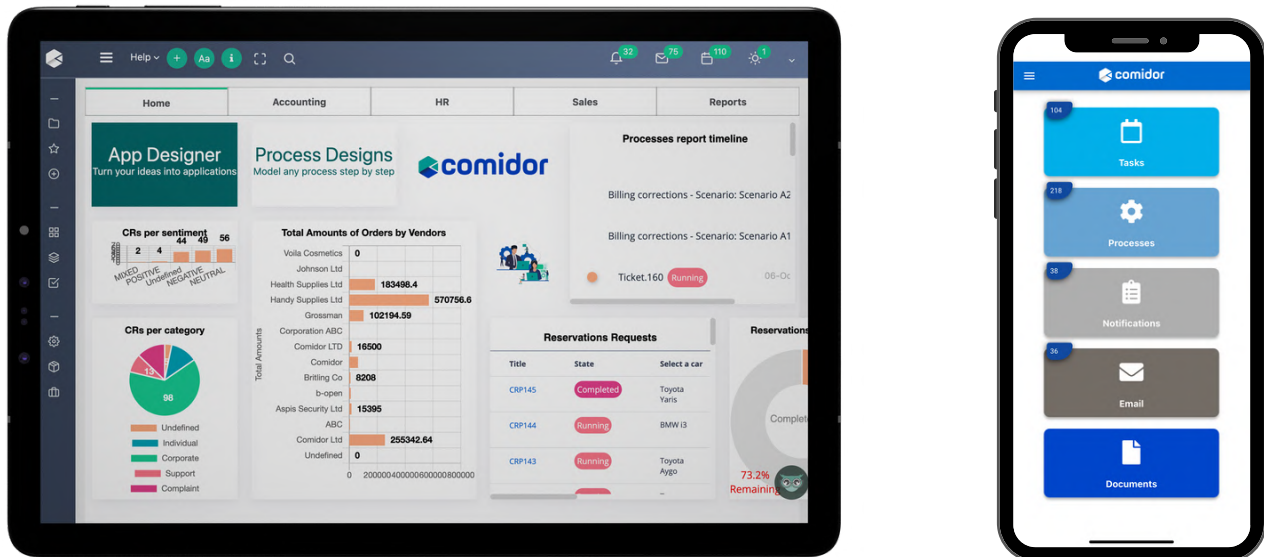 Help
Aa
i
32
75
110
1
Home
Accounting
HR
Sales
Reports
App Designer
Turn your ideas into applications
Process Designs
Model any process step by step
comidor
Processes report timeline
Billing corrections - Scenario: Scenario A2
Billing corrections - Scenario: Scenario A1
Ticket.160
Running
06-Oc
CRs per sentiment
2
4
44
49
56
MIXED
POSITIVE
Undefined
NEGATIVE
NEUTRAL
Total Amounts of Orders by Vendors
Total Amounts
Voila Cosmetics 0
Johnson Ltd
Health Supplies Ltd 183498.4
Handy Supplies Ltd 570756.6
Grossman 102194.59
Corporation ABC
Comidor LTD 16500
Comidor
Britling Co 8208
b-open
Aspis Security Ltd 15395
ABC
Comidor Ltd 255342.64
Undefined 0
0 200000400000600000800000
CRs per category
13
98
Undefined
Individual
Corporate
Support
Complaint
Reservations Requests
Title State Select a car
CRP145 Completed Toyota
Yaris
CRP144 Running BMW i3
CRP143 Running Toyota
Aygo
Reservations
Complet
73.2%
Remaining
comidor
104
Tasks
218
Processes
38
Notifications
36
Email
Documents